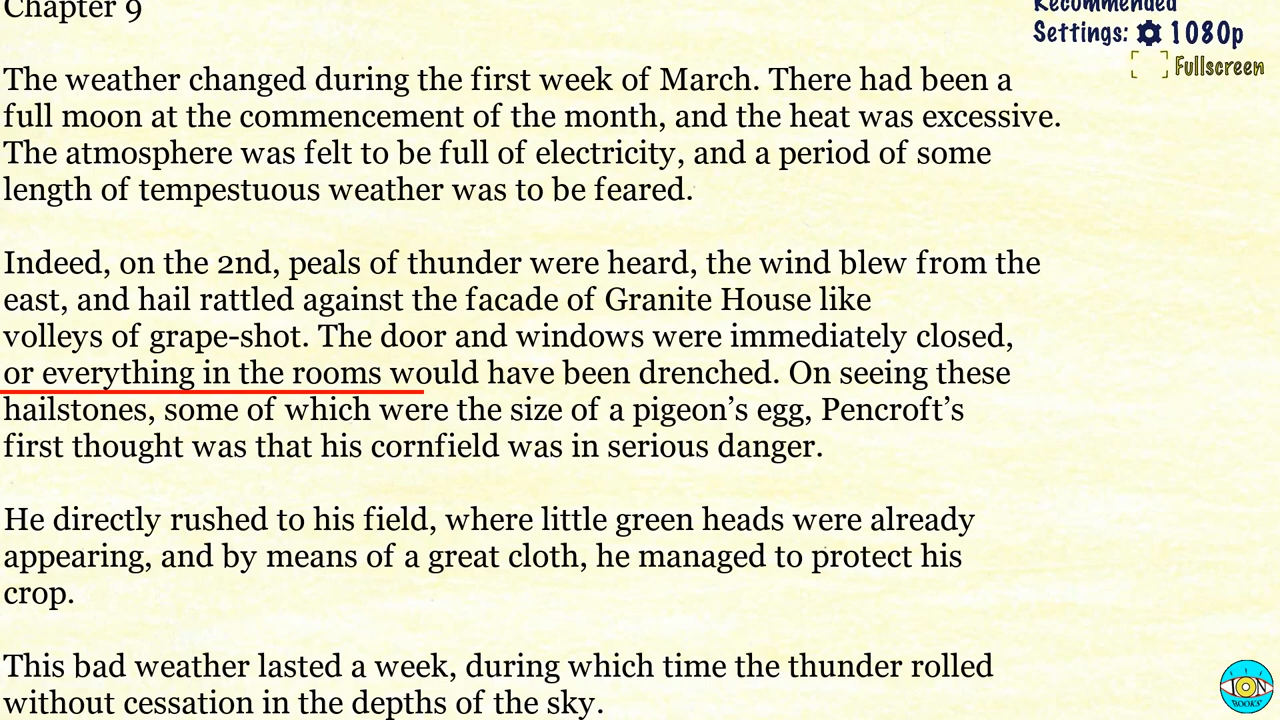 Chapter 9
Recommended
Settings: 1080p
Fullscreen
The weather changed during the first week of March. There had been a
full moon at the commencement of the month, and the heat was excessive.
The atmosphere was felt to be full of electricity, and a period of some
length of tempestuous weather was to be feared.
Indeed, on the 2nd, peals of thunder were heard, the wind blew from the
east, and hail rattled against the facade of Granite House like
volleys of grape-shot. The door and windows were immediately closed,
or everything in the rooms would have been drenched. On seeing these
hailstones, some of which were the size of a pigeon’s egg, Pencroft’s
first thought was that his cornfield was in serious danger.
He directly rushed to his field, where little green heads were already
appearing, and by means of a great cloth, he managed to protect his
crop.
This bad weather lasted a week, during which time the thunder rolled
without cessation in the depths of the sky.
ION
BOOKS